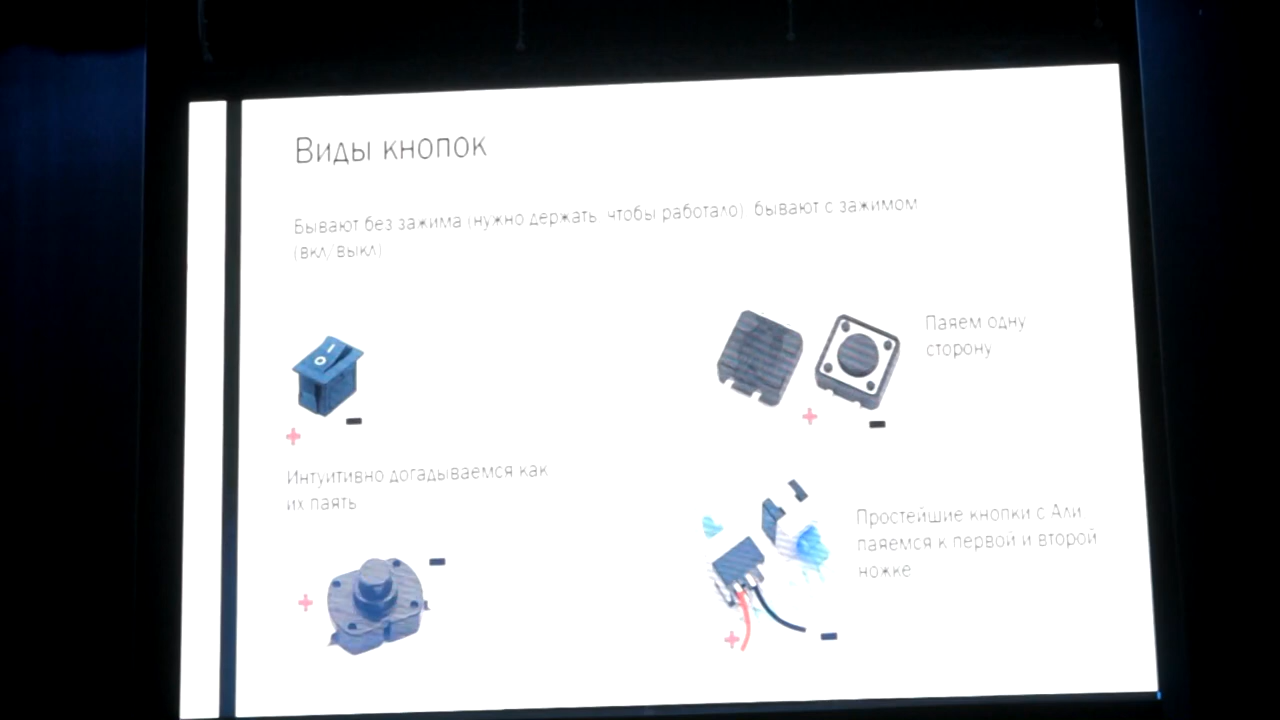 Виды кнопок
Бывают без зажима (нужно держать, чтобы работало) бывают с зажимом
(вкл/выкл)
Паяем одну
сторону
+ -
+ -
Интуитивно догадываемся как
их паять
Простейшие кнопки с Али
паяемся к первой и второй
ножке
+ -
+ -